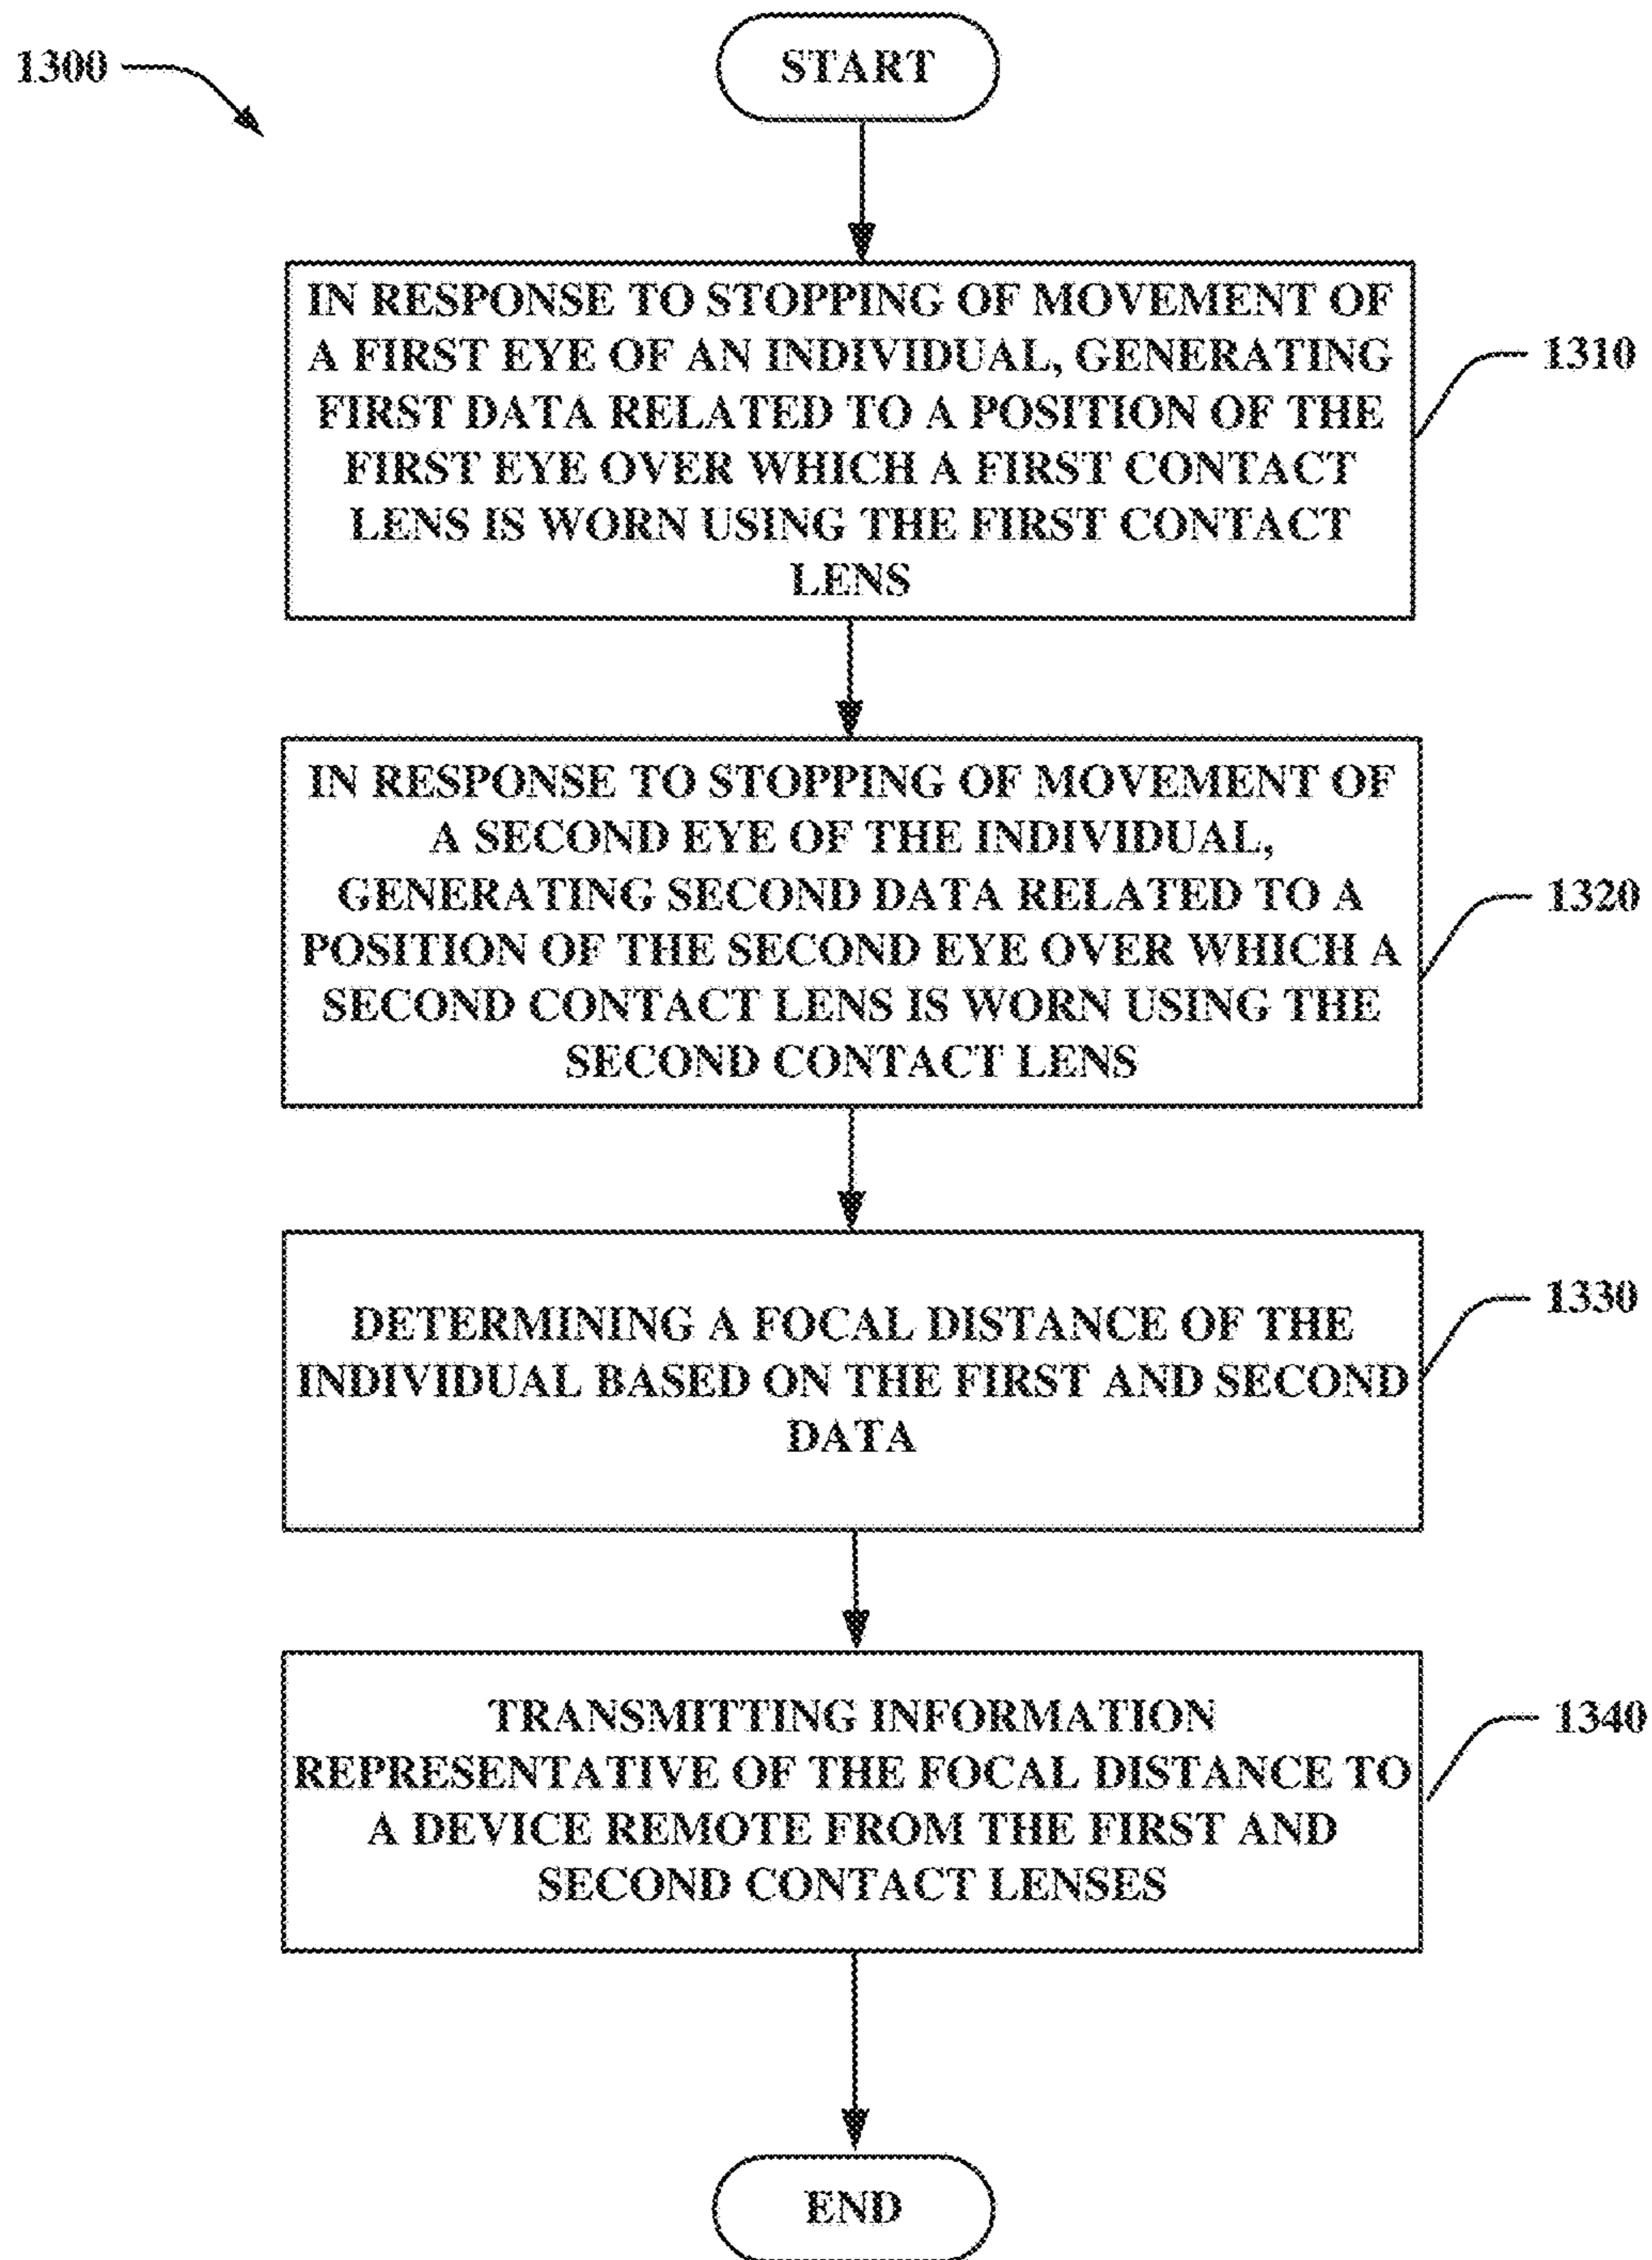 1300
START
IN RESPONSE TO STOPPING OF MOVEMENT OF
A FIRST EYE OF AN INDIVIDUAL, GENERATING
FIRST DATA RELATED TO A POSITION OF THE
FIRST EYE OVER WHICH A FIRST CONTACT
LENS IS WORN USING THE FIRST CONTACT
LENS
1310
IN RESPONSE TO STOPPING OF MOVEMENT OF
A SECOND EYE OF THE INDIVIDUAL,
GENERATING SECOND DATA RELATED TO A
POSITION OF THE SECOND EYE OVER WHICH A
SECOND CONTACT LENS IS WORN USING THE
SECOND CONTACT LENS
1320
DETERMINING A FOCAL DISTANCE OF THE
INDIVIDUAL BASED ON THE FIRST AND SECOND
DATA
1330
TRANSMITTING INFORMATION
REPRESENTATIVE OF THE FOCAL DISTANCE TO
A DEVICE REMOTE FROM THE FIRST AND
SECOND CONTACT LENSES
1340
END